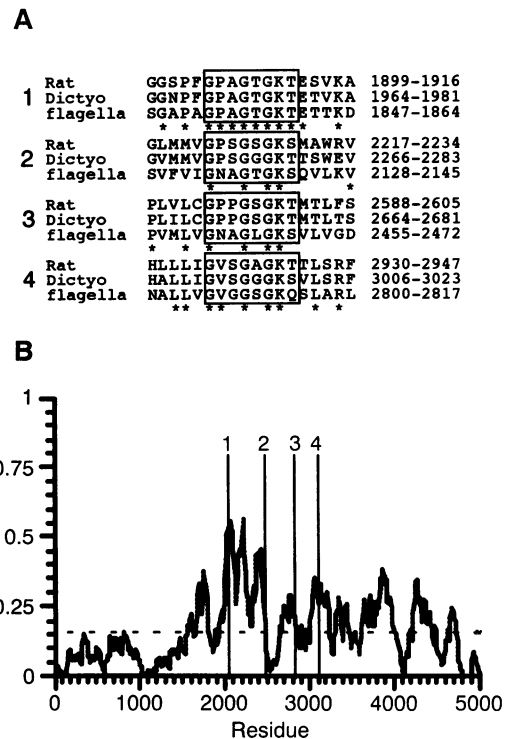 A
Rat GGSPFGPAGTGKTESVKA 1899-1916
1 Dictyo GGNPFGPAGTGKTETVKA 1964-1981
flagella SGAPAGPAGTGKTETTKD 1847-1864
* * * * * * * * * * * *
Rat GLMMVGPSGSGKSMAWRV 2217-2234
2 Dictyo GVMMVGPSGGGKTTSWEV 2266-2283
flagella SVFVIGNAGTGKSQVLKV 2128-2145
* * * * *
Rat PLVLCGPPGSGKTMTLFS 2588-2605
3 Dictyo PLILCGPPGSGKTMTLTS 2664-2681
flagella PVMLVGNAGLGKSVLVGD 2455-2472
* * * * * *
Rat HLLLIGVSGAGKTTLSRF 2930-2947
4 Dictyo HALLIGVSGGGKSVLSRF 3006-3023
flagella NALLVGVGGSGKQSLARL 2800-2817
* * * * * * * * *
B
1
0.75
0.5
0.25
0
1 2 3 4
0 1000 2000 3000 4000 5000
Residue